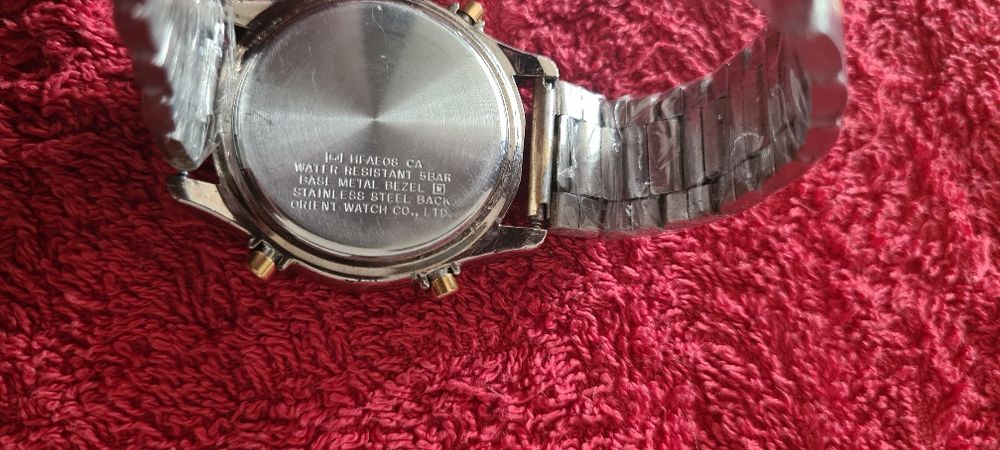 HFAE08 CA
WATER RESISTANT 5BAR
BASE METAL BEZEL
STAINLESS STEEL BACK
ORIENT WATCH CO., LTD.